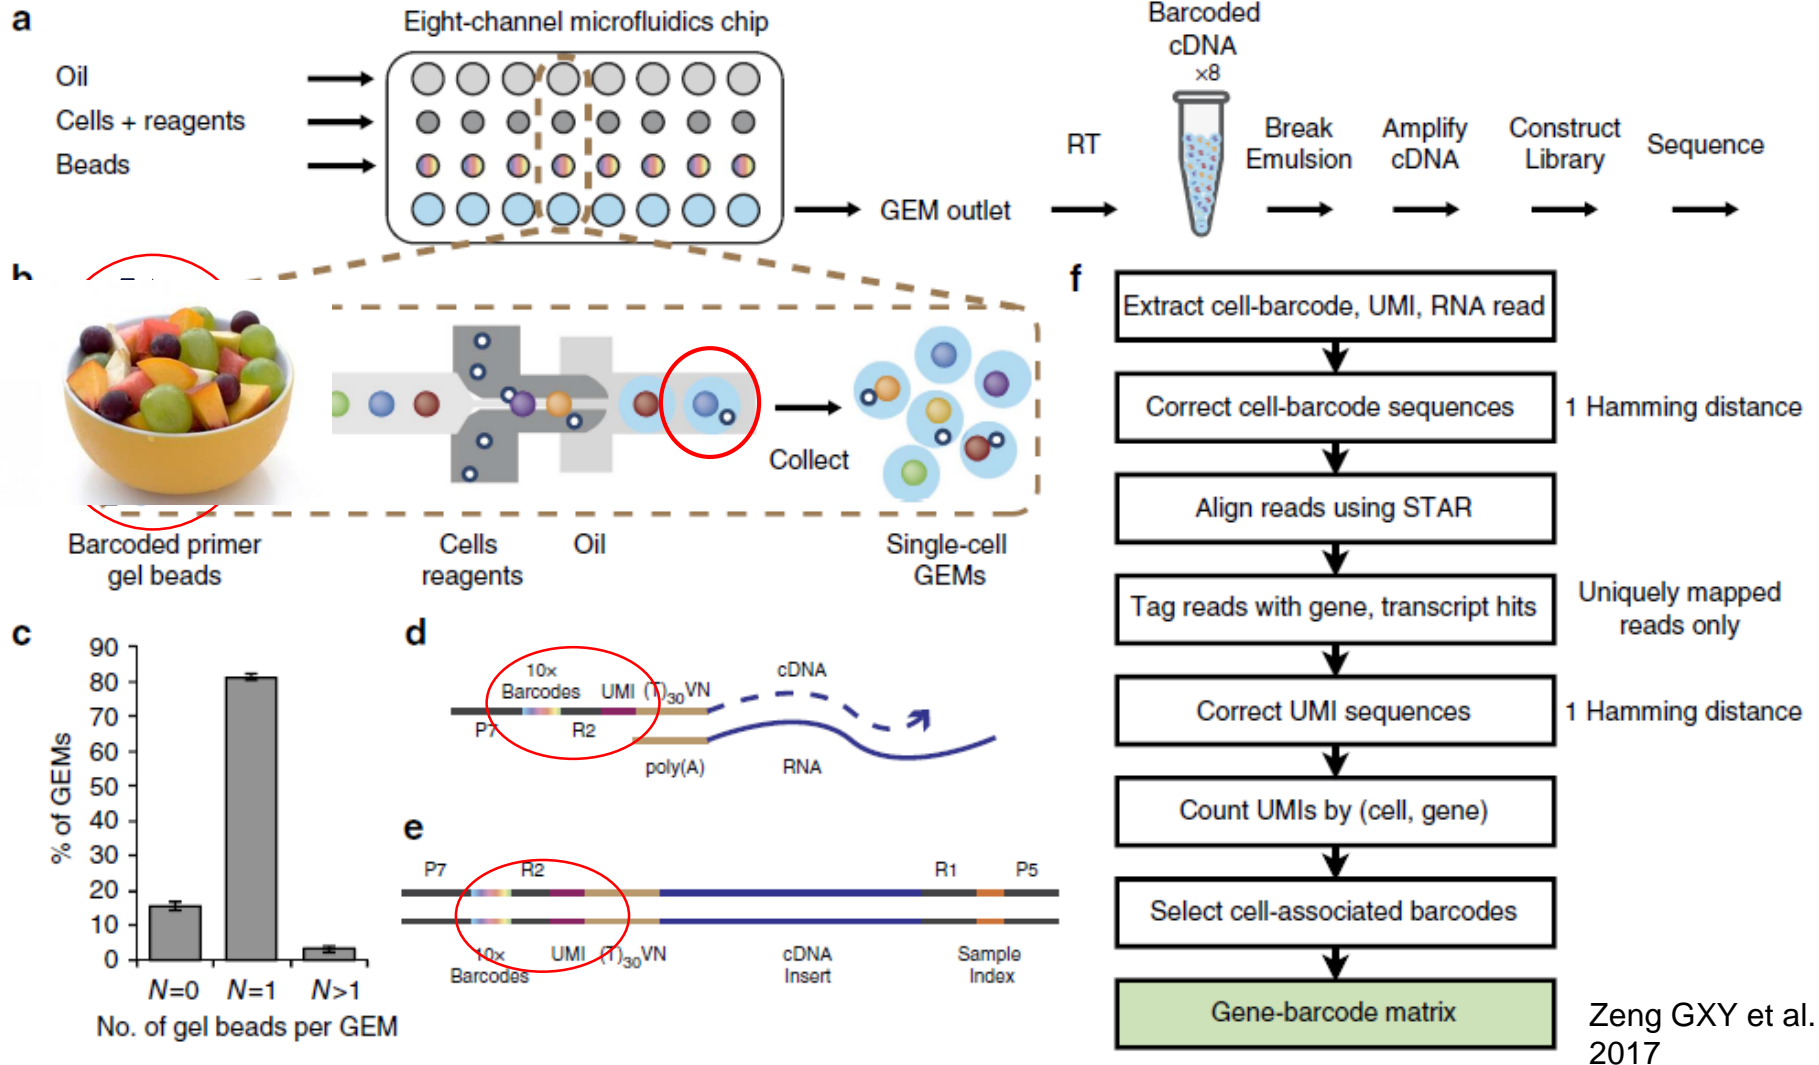 a
Eight-channel microfluidics chip
Oil
Cells + reagents
Beads
GEM outlet
RT
Barcoded
cDNA
×8
Break
Emulsion
Amplify
cDNA
Construct
Library
Sequence
Collect
Barcoded primer
gel beads
Cells
reagents
Oil
Single-cell
GEMs
c
% of GEMs
90
80
70
60
50
40
30
20
10
0
N=0
N=1
N>1
No. of gel beads per GEM
d
10×
Barcodes
UMI
(T)30VN
cDNA
P7
R2
poly(A)
RNA
e
P7
R2
R1
P5
10×
Barcodes
UMI
(T)30VN
cDNA
Insert
Sample
Index
f
Extract cell-barcode, UMI, RNA read
Correct cell-barcode sequences
1 Hamming distance
Align reads using STAR
Tag reads with gene, transcript hits
Uniquely mapped
reads only
Correct UMI sequences
1 Hamming distance
Count UMIs by (cell, gene)
Select cell-associated barcodes
Gene-barcode matrix
Zeng GXY et al.
2017